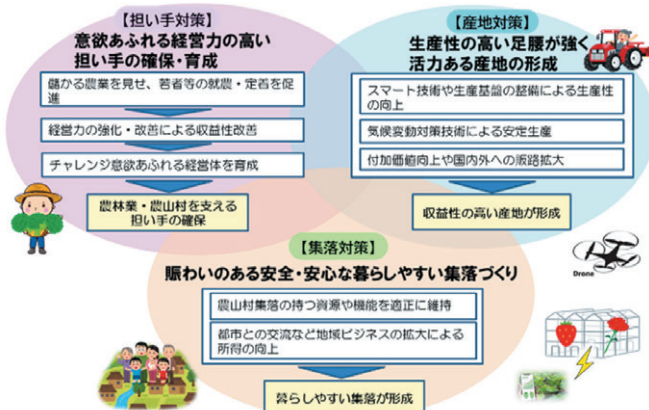 【担い手対策】
意欲あふれる経営力の高い
担い手の確保・育成
儲かる農業を見せ、若者等の就農・定着を促
進
経営力の強化・改善による収益性改善
チャレンジ意欲あふれる経営体を育成
農林業・農山村を支える
担い手の確保
【産地対策】
生産性の高い足腰が強く
活力ある産地の形成
スマート技術や生産基盤の整備による生産性
の向上
気候変動対策技術による安定生産
付加価値向上や国内外への販路拡大
収益性の高い産地が形成
【集落対策】
賑わいのある安全・安心な暮らしやすい集落づくり
農山村集落の持つ資源や機能を適正に維持
都市との交流など地域ビジネスの拡大による
所得の向上
暮らしやすい集落が形成
Drone